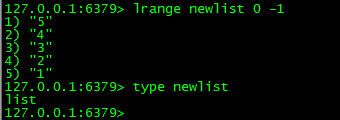 127.0.0.1:6379> lrange newlist 0 -1
1) "5"
2) "4"
3) "3"
4) "2"
5) "1"
127.0.0.1:6379> type newlist
list
127.0.0.1:6379>